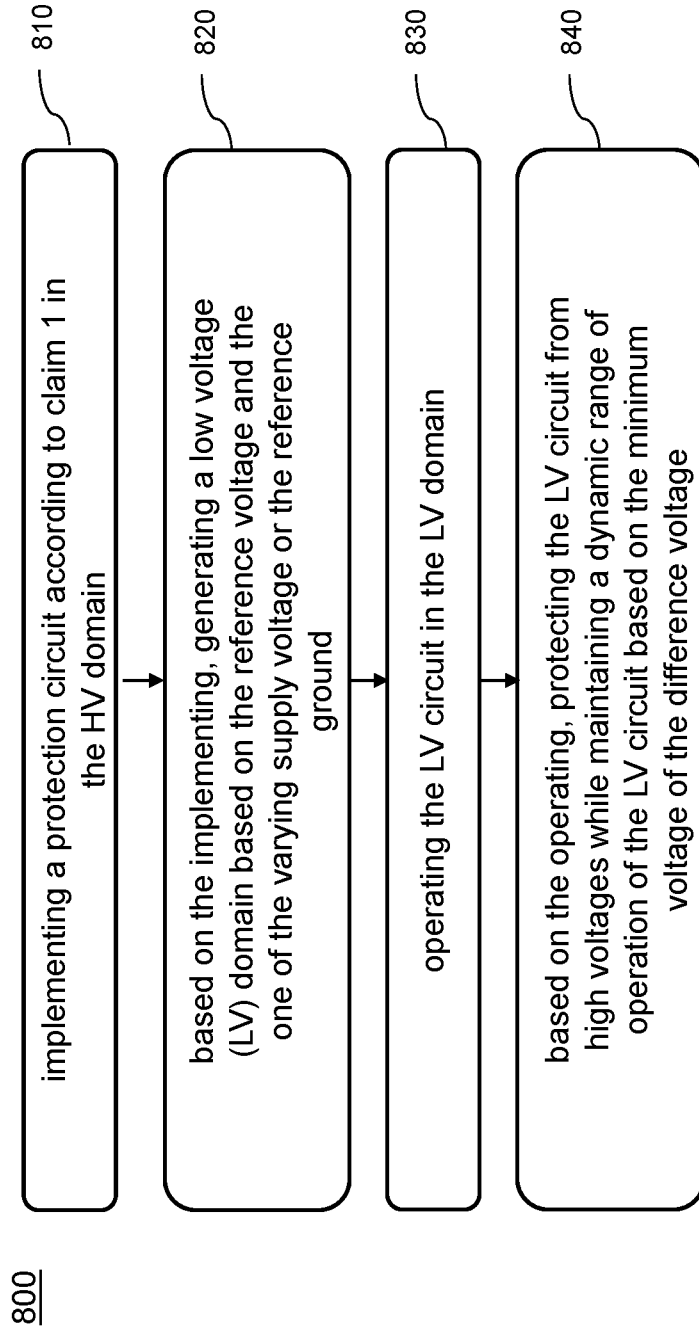 800
implementing a protection circuit according to claim 1 in
the HV domain
810
based on the implementing, generating a low voltage
(LV) domain based on the reference voltage and the
one of the varying supply voltage or the reference
ground
820
operating the LV circuit in the LV domain
830
based on the operating, protecting the LV circuit from
high voltages while maintaining a dynamic range of
operation of the LV circuit based on the minimum
voltage of the difference voltage
840